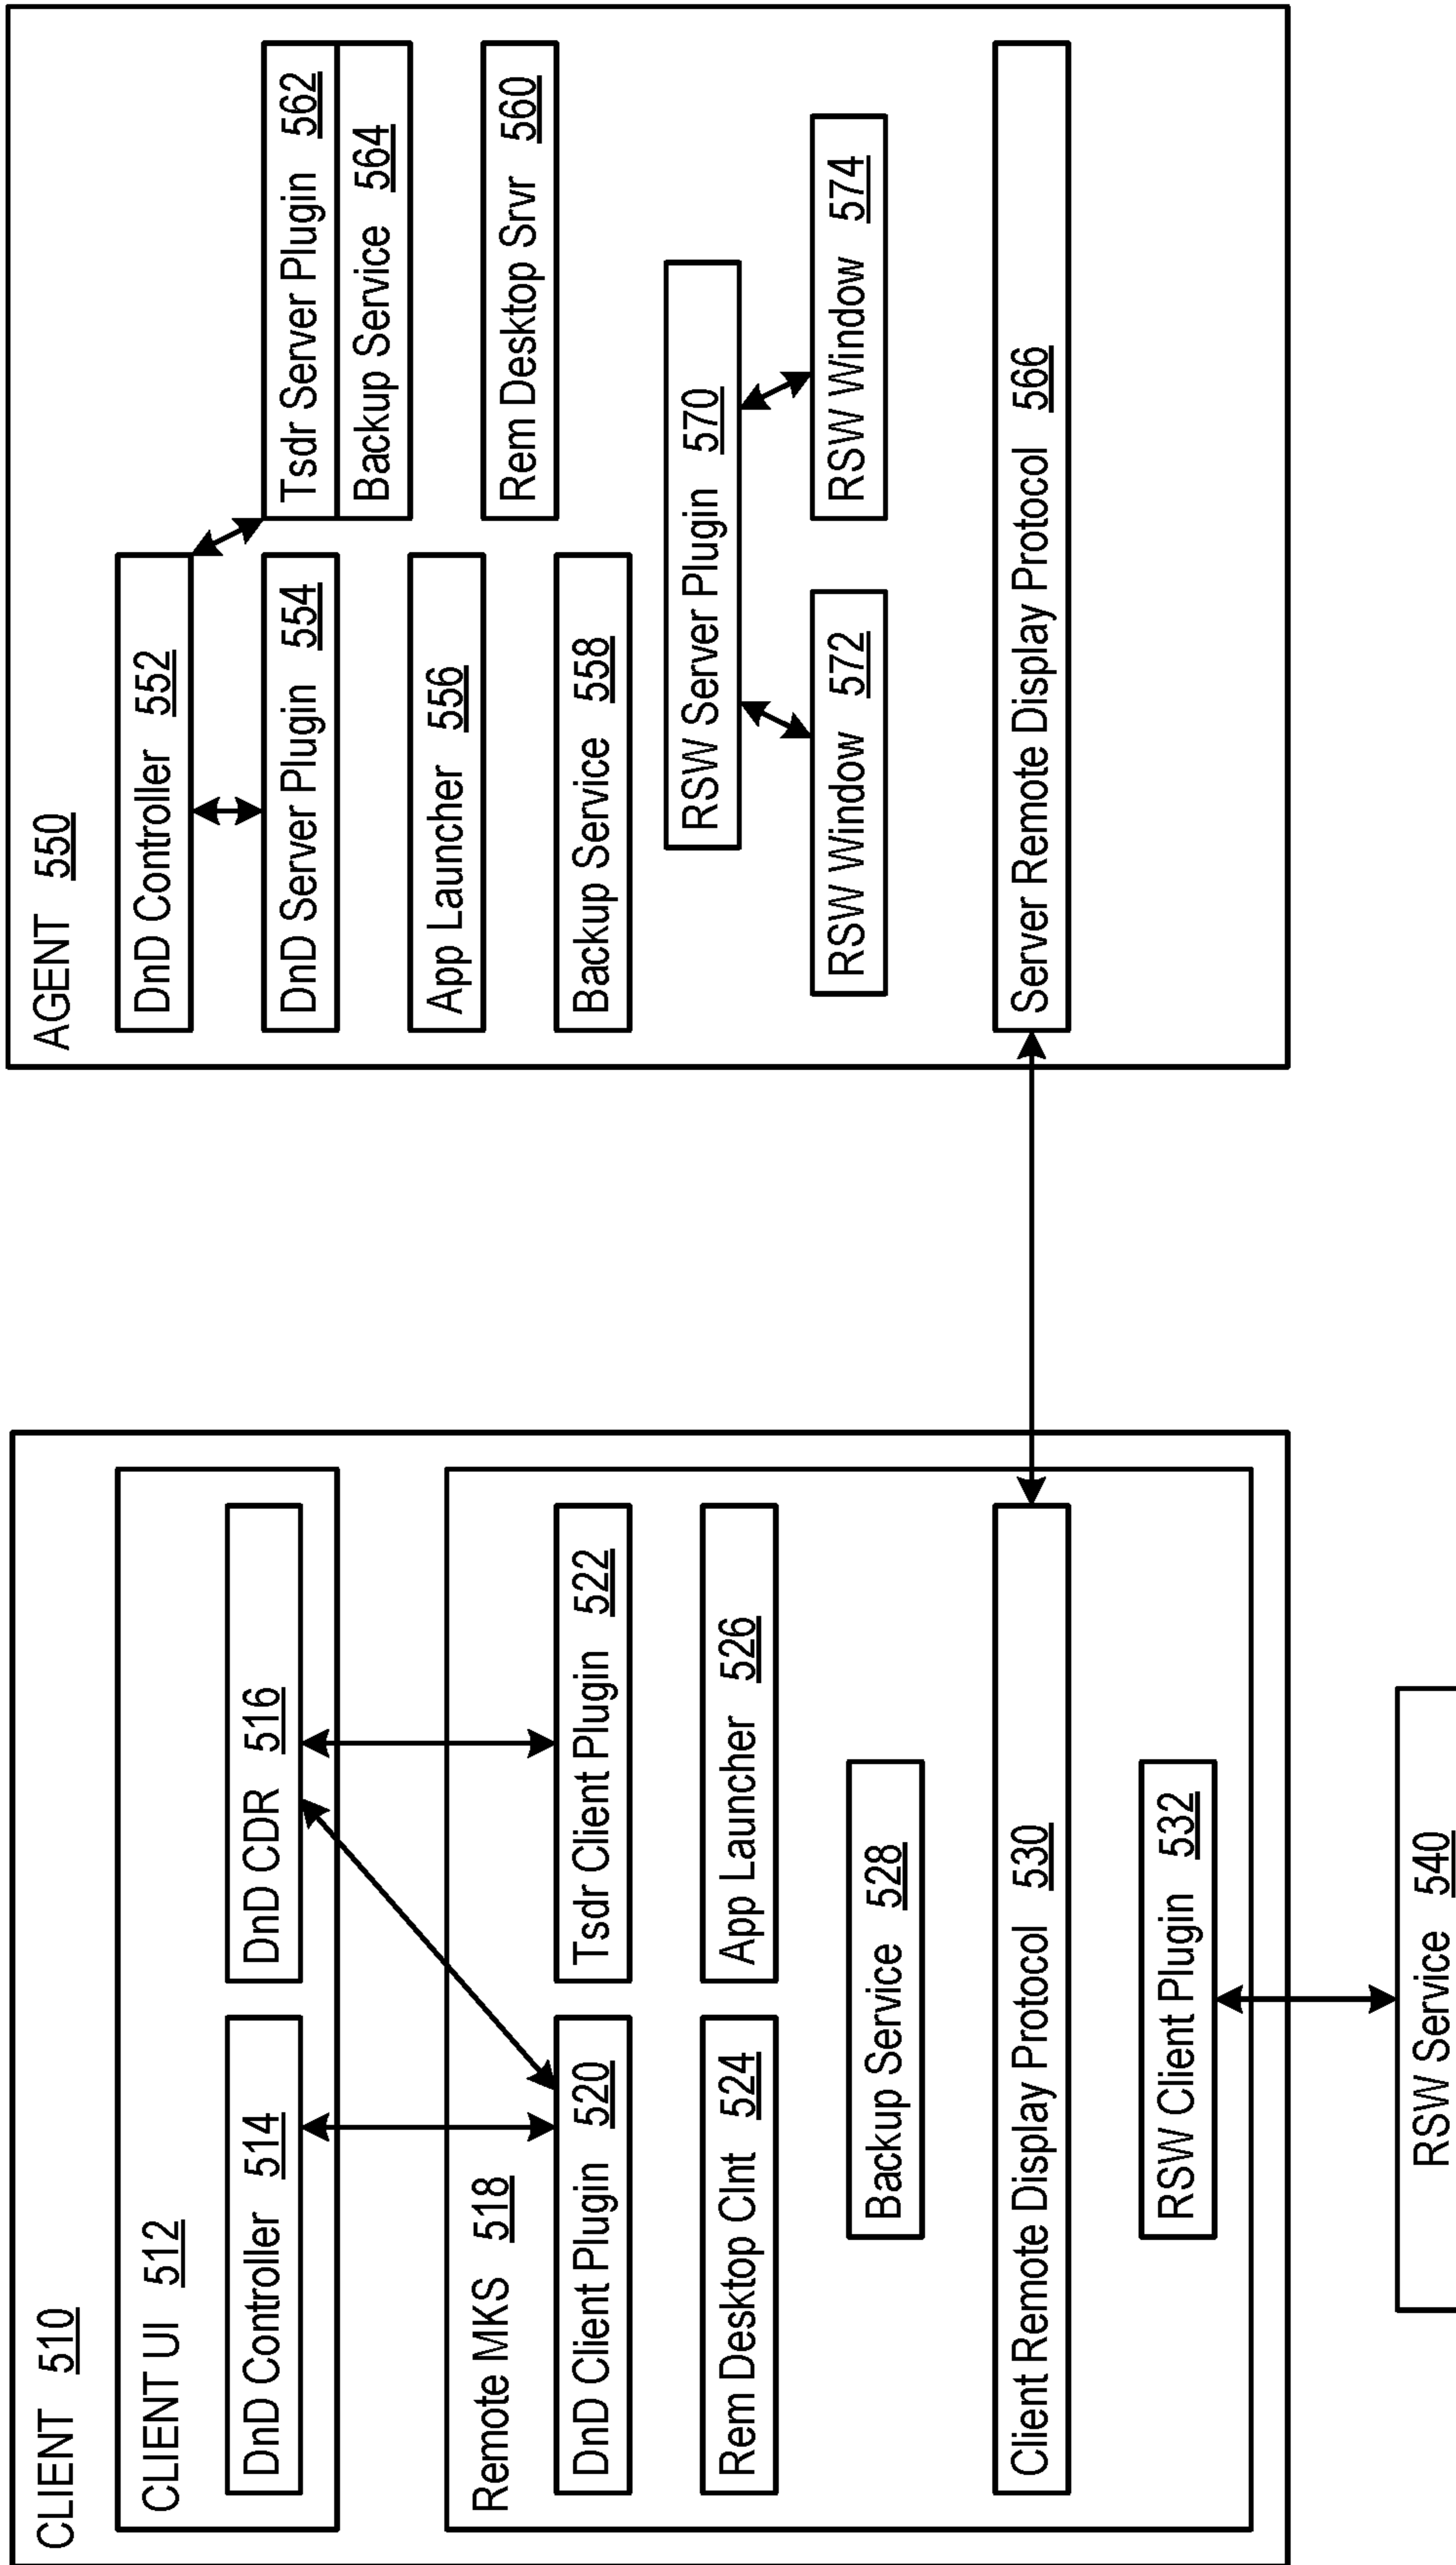 CLIENT 510
CLIENT UI 512
DnD Controller 514
DnD CDR 516
Remote MKS 518
DnD Client Plugin 520
Tsdr Client Plugin 522
Rem Desktop Clnt 524
App Launcher 526
Backup Service 528
Client Remote Display Protocol 530
RSW Client Plugin 532
RSW Service 540
AGENT 550
DnD Controller 552
DnD Server Plugin 554
Tsdr Server Plugin 562
Backup Service 564
App Launcher 556
Rem Desktop Srvr 560
Backup Service 558
RSW Server Plugin 570
RSW Window 572
RSW Window 574
Server Remote Display Protocol 566